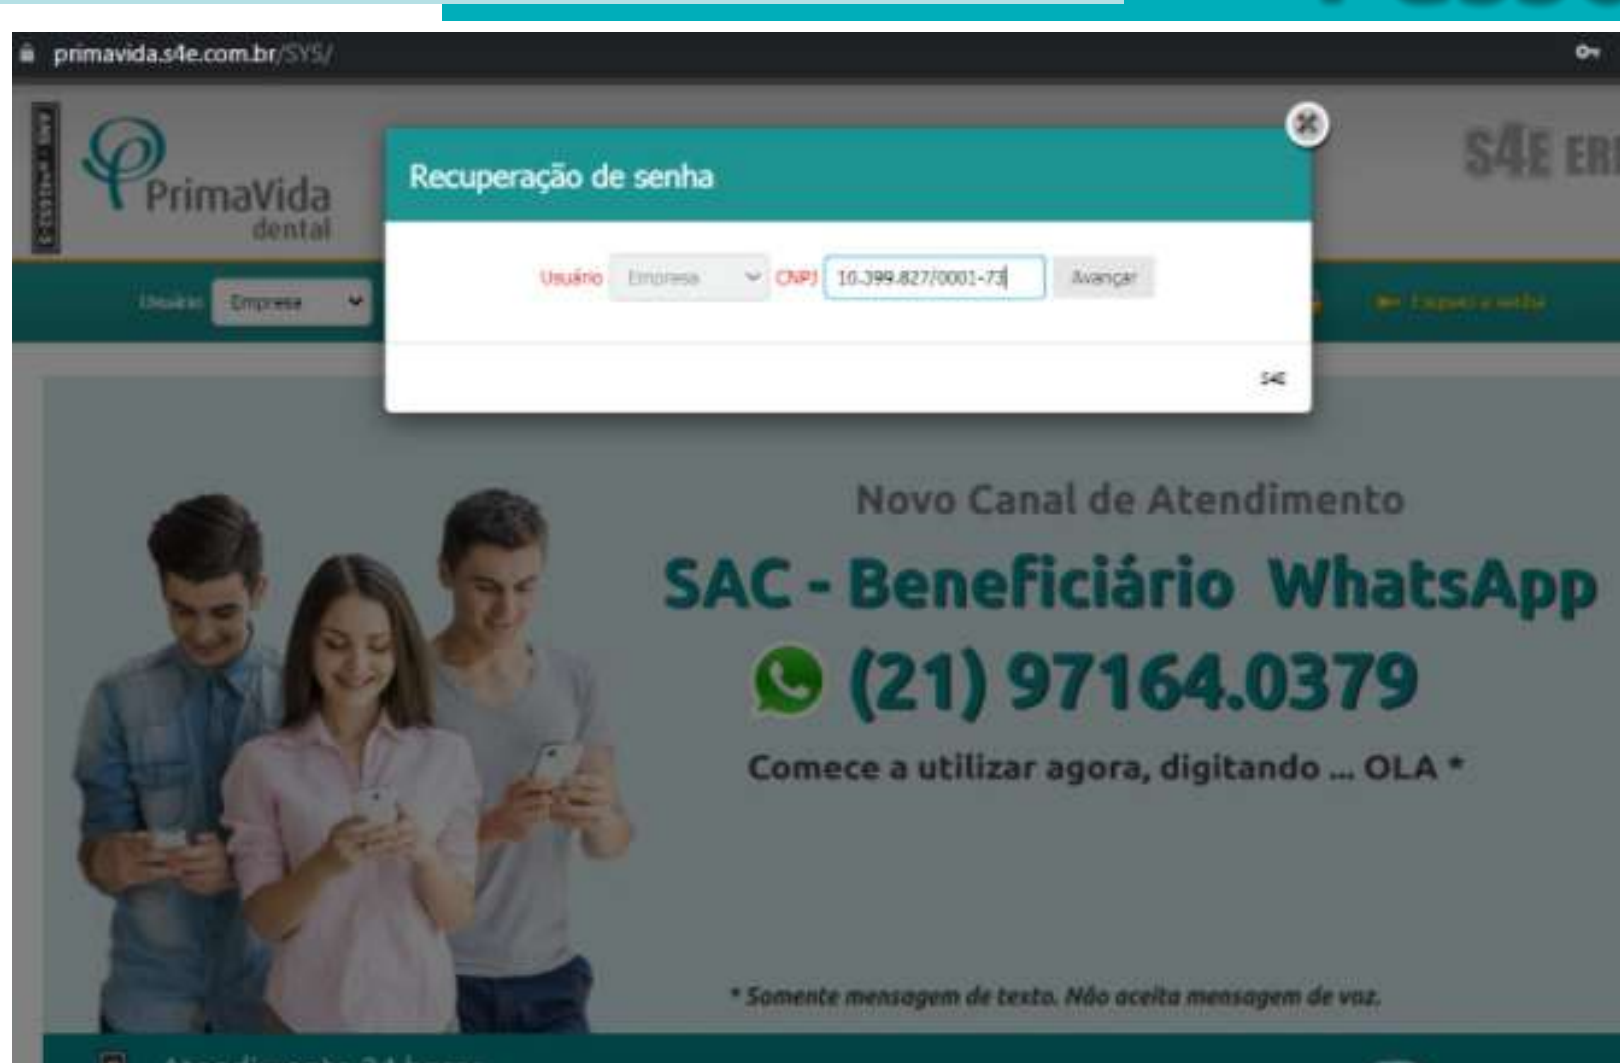 primavida.s4e.com.br/SYS/
PrimaVida
dental
S4E
Recuperação de senha
Usuário Empresa CNPJ 10.399.827/0001-73 Avançar
S4E
Usuário Empresa
Esqueci a senha
Novo Canal de Atendimento
SAC - Beneficiário WhatsApp
(21) 97164.0379
Comece a utilizar agora, digitando ... OLA *
* Somente mensagem de texto. Não aceita mensagem de voz.